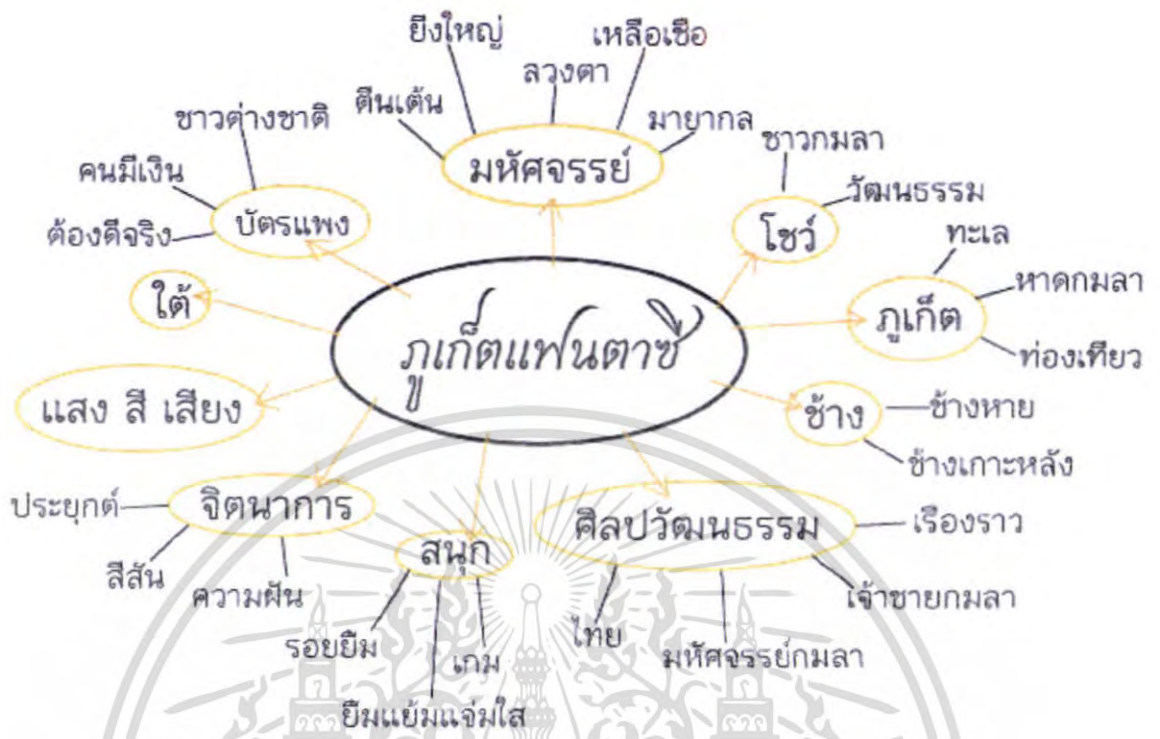 ยิ่งใหญ่
เหลือเชื่อ
ลวงตา
ตื่นเต้น
มายากล
มหัศจรรย์
ชาวต่างชาติ
คนมีเงิน
ต้องดีจริง
บัตรแพง
ชาวกมลา
วัฒนธรรม
โชว์
ทะเล
หาดกมลา
ท่องเที่ยว
ภูเก็ต
ใต้
ภูเก็ตแฟนตาซี
แสง สี เสียง
ช้าง
ช้างหาย
ช้างเกาะหลัง
ประยุกต์
จิตนาการ
สีสัน
ความฝัน
สนุก
รอยยิ้ม
เกม
ยิ้มแย้มแจ่มใส
ศิลปวัฒนธรรม
เรื่องราว
เจ้าชายกมลา
มหัศจรรย์กมลา
ไทย